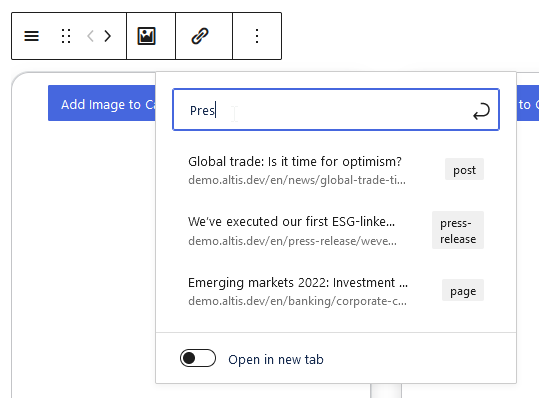 Add Image to Ca
to C
Pres
Global trade: Is it time for optimism?
demo.altis.dev/en/news/global-trade-ti...
post
We've executed our first ESG-linke...
demo.altis.dev/en/press-release/weve...
press-
release
Emerging markets 2022: Investment ...
demo.altis.dev/en/banking/corporate-c...
page
Open in new tab